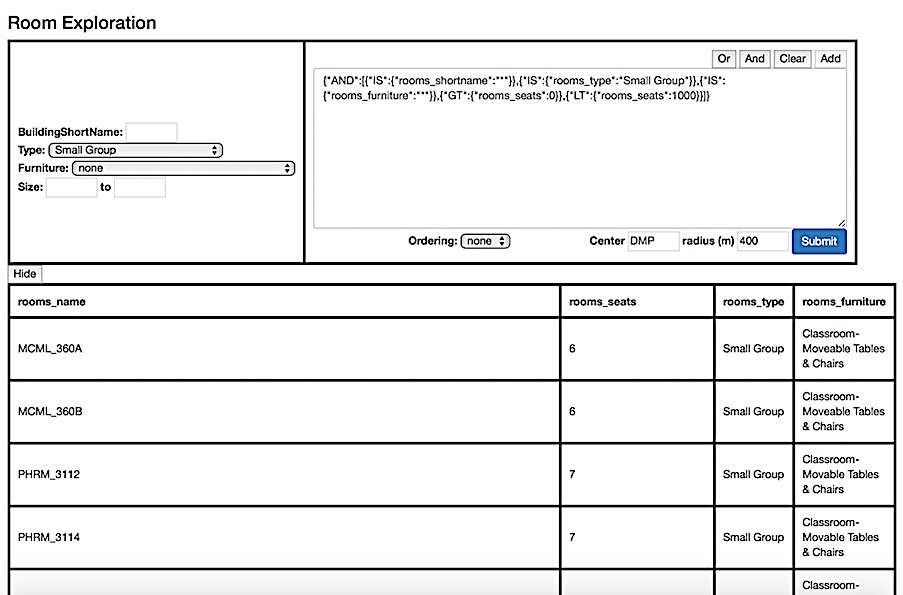 Room Exploration
Or And Clear Add
{"AND":[{"IS":{"rooms_shortname":"*"}},{"IS":{"rooms_type":"Small Group"}},{"IS":
{"rooms_furniture":"*"}},{"GT":{"rooms_seats":0}},{"LT":{"rooms_seats":1000}}]}
BuildingShortName:
Type: Small Group
Furniture: none
Size: to
Ordering: none Center DMP radius (m) 400 Submit
Hide
rooms_name rooms_seats rooms_type rooms_furniture
MCML_360A 6 Small Group Classroom-
Moveable Tables
& Chairs
MCML_360B 6 Small Group Classroom-
Moveable Tables
& Chairs
PHRM_3112 7 Small Group Classroom-
Movable Tables
& Chairs
PHRM_3114 7 Small Group Classroom-
Movable Tables
& Chairs
Classroom-